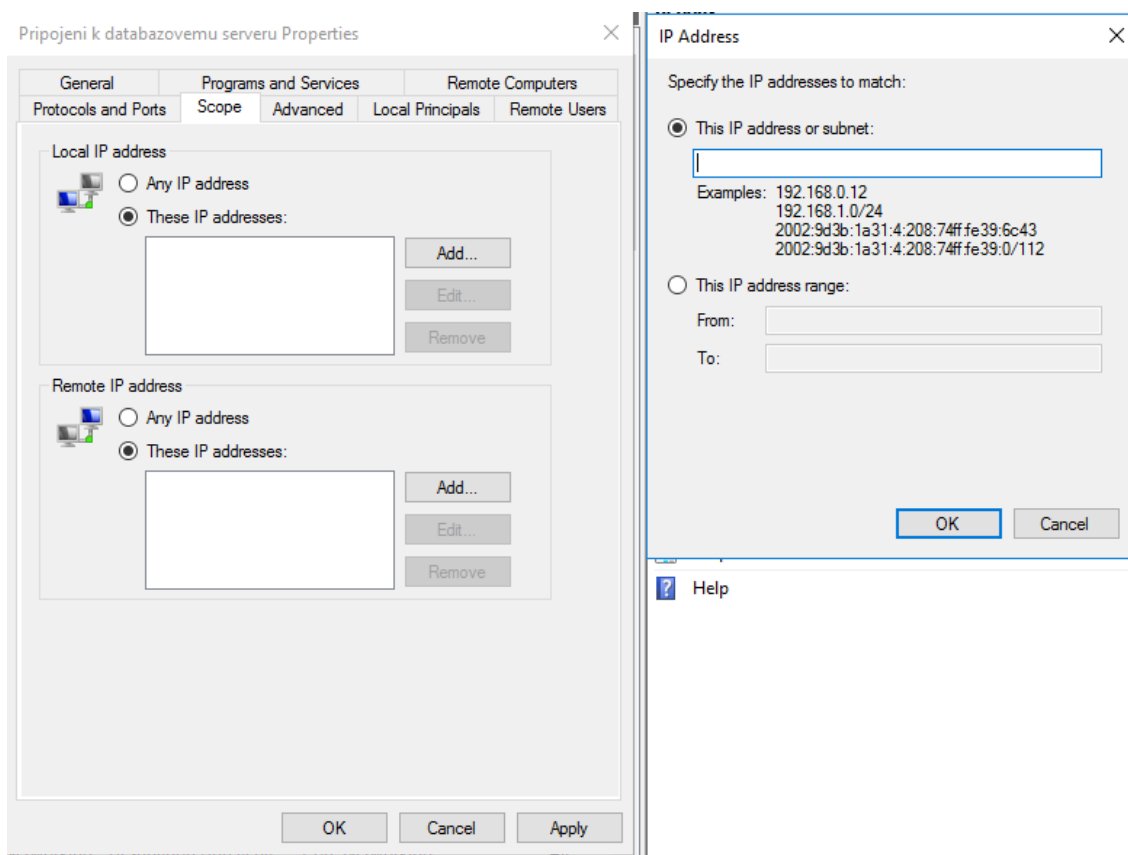 Pripojeni k databazovemu serveru Properties
General
Programs and Services
Remote Computers
Protocols and Ports
Scope
Advanced
Local Principals
Remote Users
Local IP address
Any IP address
These IP addresses:
Add...
Edit...
Remove
Remote IP address
Any IP address
These IP addresses:
Add...
Edit...
Remove
OK
Cancel
Apply
IP Address
Specify the IP addresses to match:
This IP address or subnet:
Examples: 192.168.0.12
192.168.1.0/24
2002:9d3b:1a31:4:208:74ff:fe39:6c43
2002:9d3b:1a31:4:208:74ff:fe39:0/112
This IP address range:
From:
To:
OK
Cancel
Help